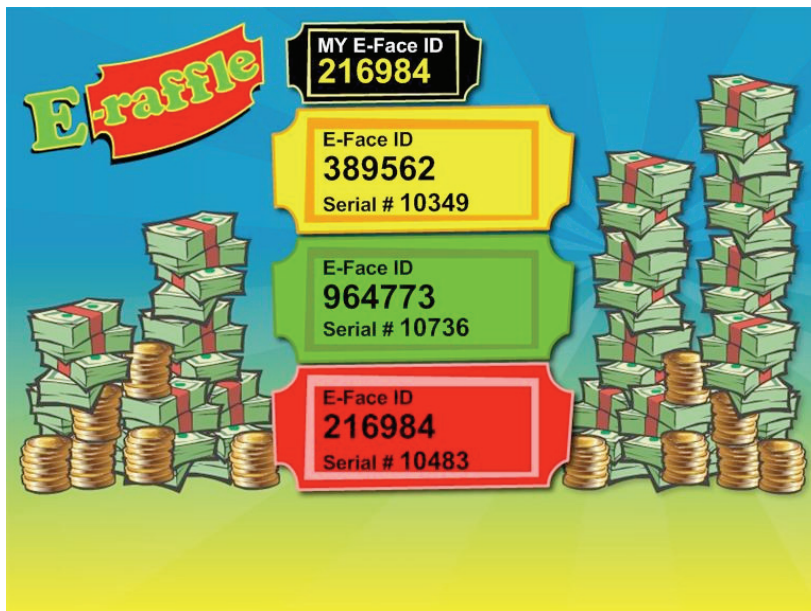 E-raffle
MY E-Face ID
216984
E-Face ID
389562
Serial # 10349
E-Face ID
964773
Serial # 10736
E-Face ID
216984
Serial # 10483